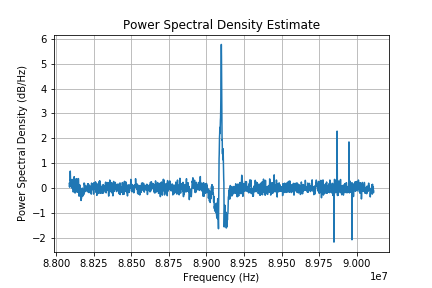 Power Spectral Density Estimate
Power Spectral Density (dB/Hz)
6
5
4
3
2
1
0
−1
−2
8.800 8.825 8.850 8.875 8.900 8.925 8.950 8.975 9.000
1e7
Frequency (Hz)